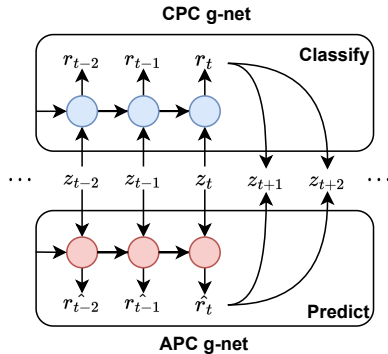 CPC g-net
Classify
r_{t-2} r_{t-1} r_t
... z_{t-2} z_{t-1} z_t z_{t+1} z_{t+2} ...
r̂_{t-2} r̂_{t-1} r̂_t
Predict
APC g-net